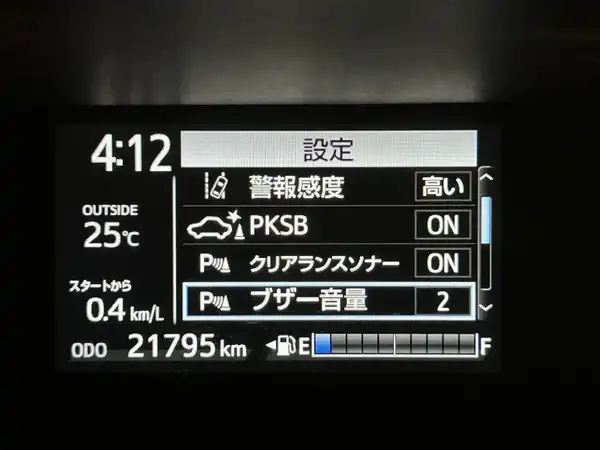 4:12
設定
警報感度 高い
OUTSIDE
25℃
PKSB ON
クリアランスソナー ON
スタートから
0.4 km/L
ブザー音量 2
ODO 21795 km
E F